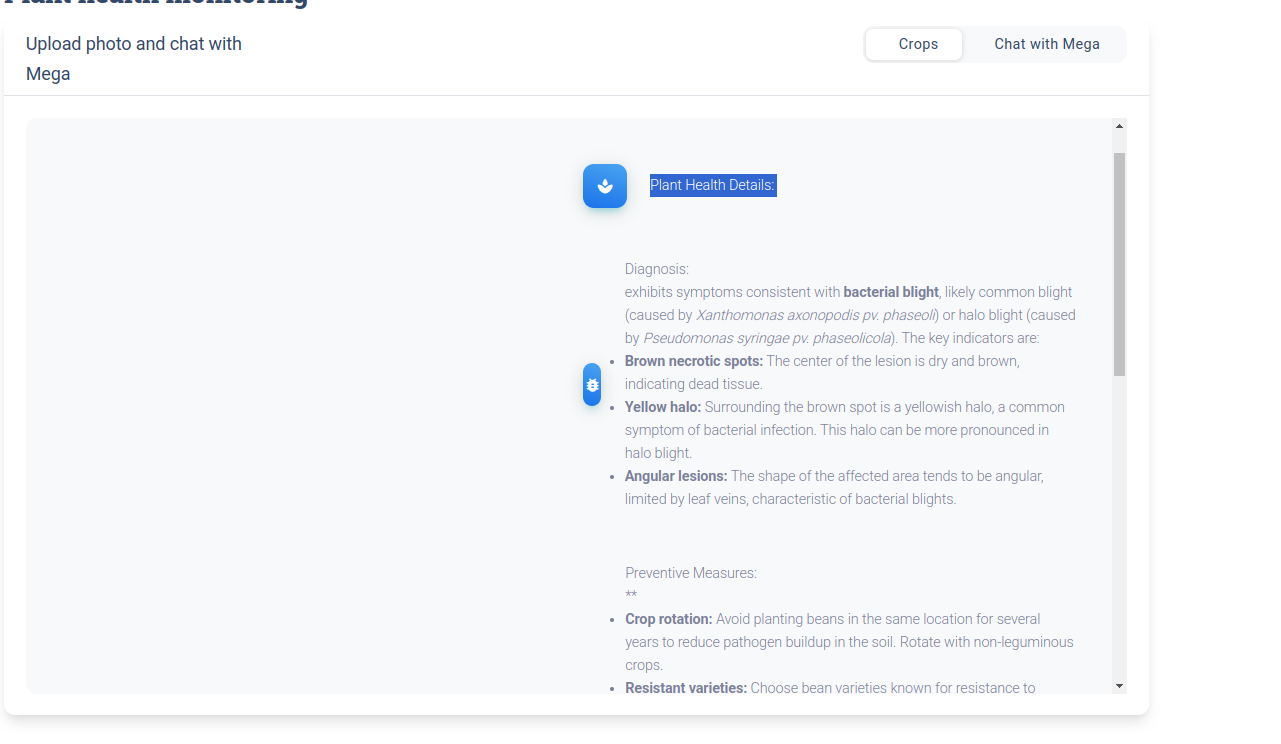 Plant health monitoring
Upload photo and chat with
Mega
Crops
Chat with Mega
Plant Health Details:
Diagnosis:
exhibits symptoms consistent with bacterial blight, likely common blight
(caused by Xanthomonas axonopodis pv. phaseoli) or halo blight (caused
by Pseudomonas syringae pv. phaseolicola). The key indicators are:
• Brown necrotic spots: The center of the lesion is dry and brown,
indicating dead tissue.
• Yellow halo: Surrounding the brown spot is a yellowish halo, a common
symptom of bacterial infection. This halo can be more pronounced in
halo blight.
• Angular lesions: The shape of the affected area tends to be angular,
limited by leaf veins, characteristic of bacterial blights.
Preventive Measures:
**
• Crop rotation: Avoid planting beans in the same location for several
years to reduce pathogen buildup in the soil. Rotate with non-leguminous
crops.
• Resistant varieties: Choose bean varieties known for resistance to